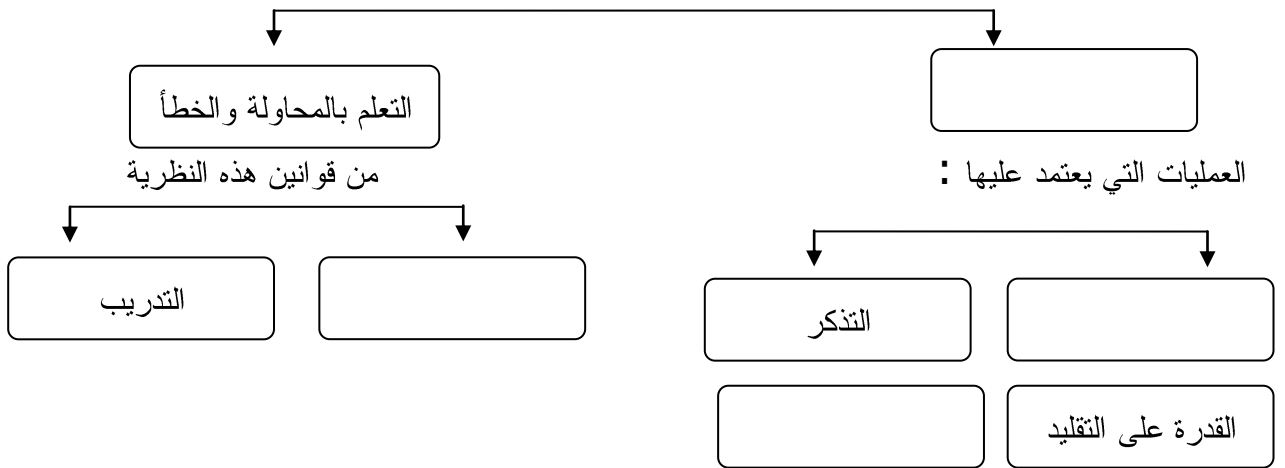 التعلم بالمحاولة والخطأ
العمليات التي يعتمد عليها :
من قوانين هذه النظرية
التذكر
التدريب
القدرة على التقليد